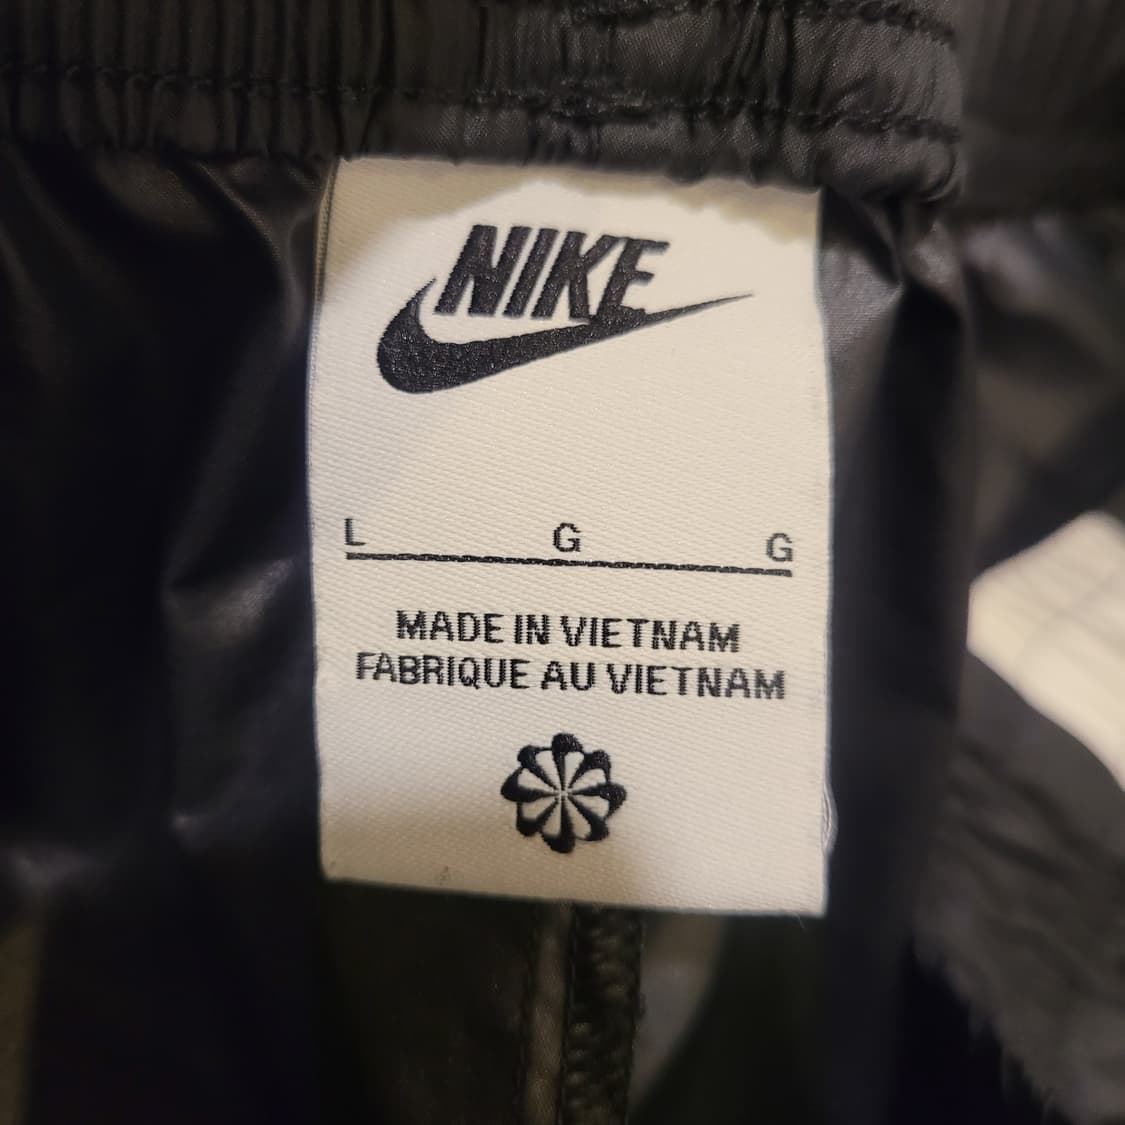 NIKE
L G G
MADE IN VIETNAM
FABRIQUE AU VIETNAM